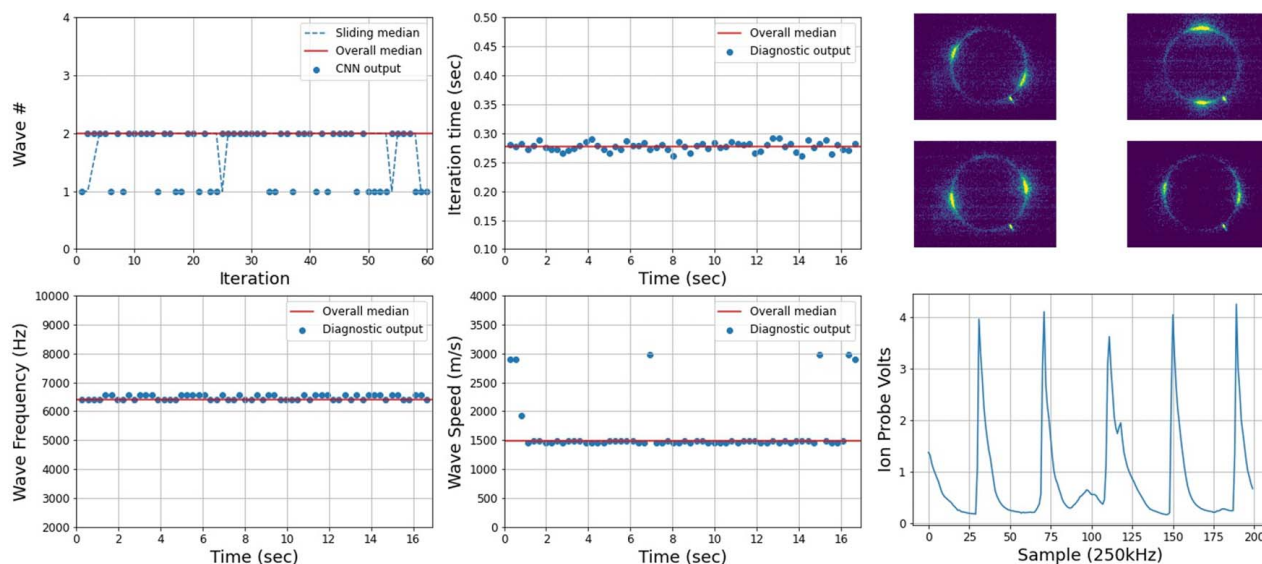 4
3
2
1
0
Wave #
Sliding median
Overall median
CNN output
0 10 20 30 40 50 60
Iteration
0.50
0.45
0.40
0.35
0.30
0.25
0.20
0.15
0.10
Iteration time (sec)
Overall median
Diagnostic output
0 2 4 6 8 10 12 14 16
Time (sec)
10000
9000
8000
7000
6000
5000
4000
3000
2000
Wave Frequency (Hz)
Overall median
Diagnostic output
0 2 4 6 8 10 12 14 16
Time (sec)
4000
3500
3000
2500
2000
1500
1000
500
0
Wave Speed (m/s)
Overall median
Diagnostic output
0 2 4 6 8 10 12 14 16
Time (sec)
4
3
2
1
0
Ion Probe Volts
0 25 50 75 100 125 150 175 200
Sample (250kHz)